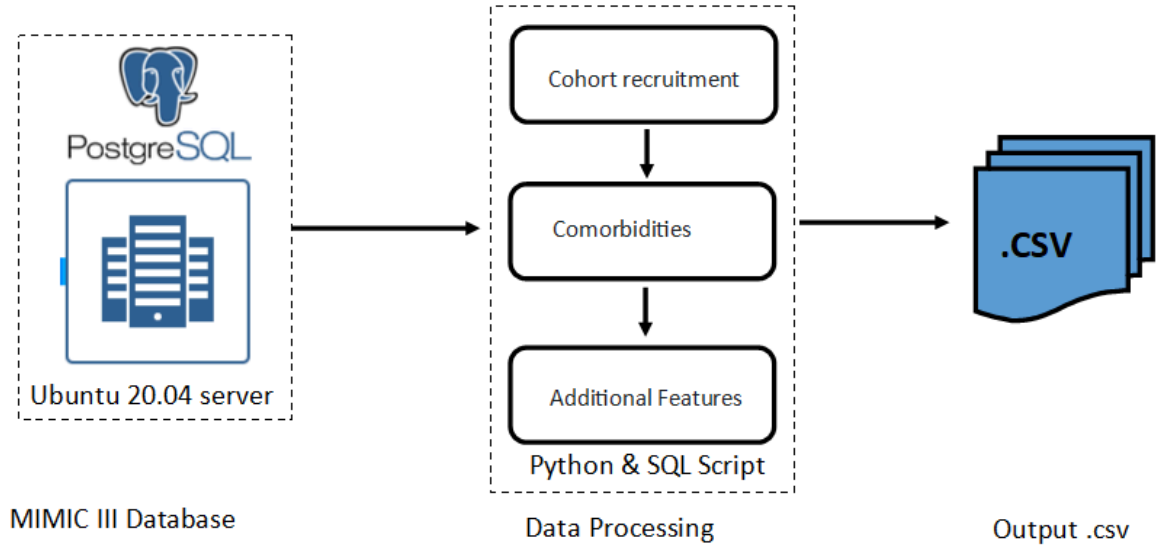 PostgreSQL
Ubuntu 20.04 server
MIMIC III Database
Cohort recruitment
Comorbidities
Additional Features
Python & SQL Script
Data Processing
.CSV
Output .csv